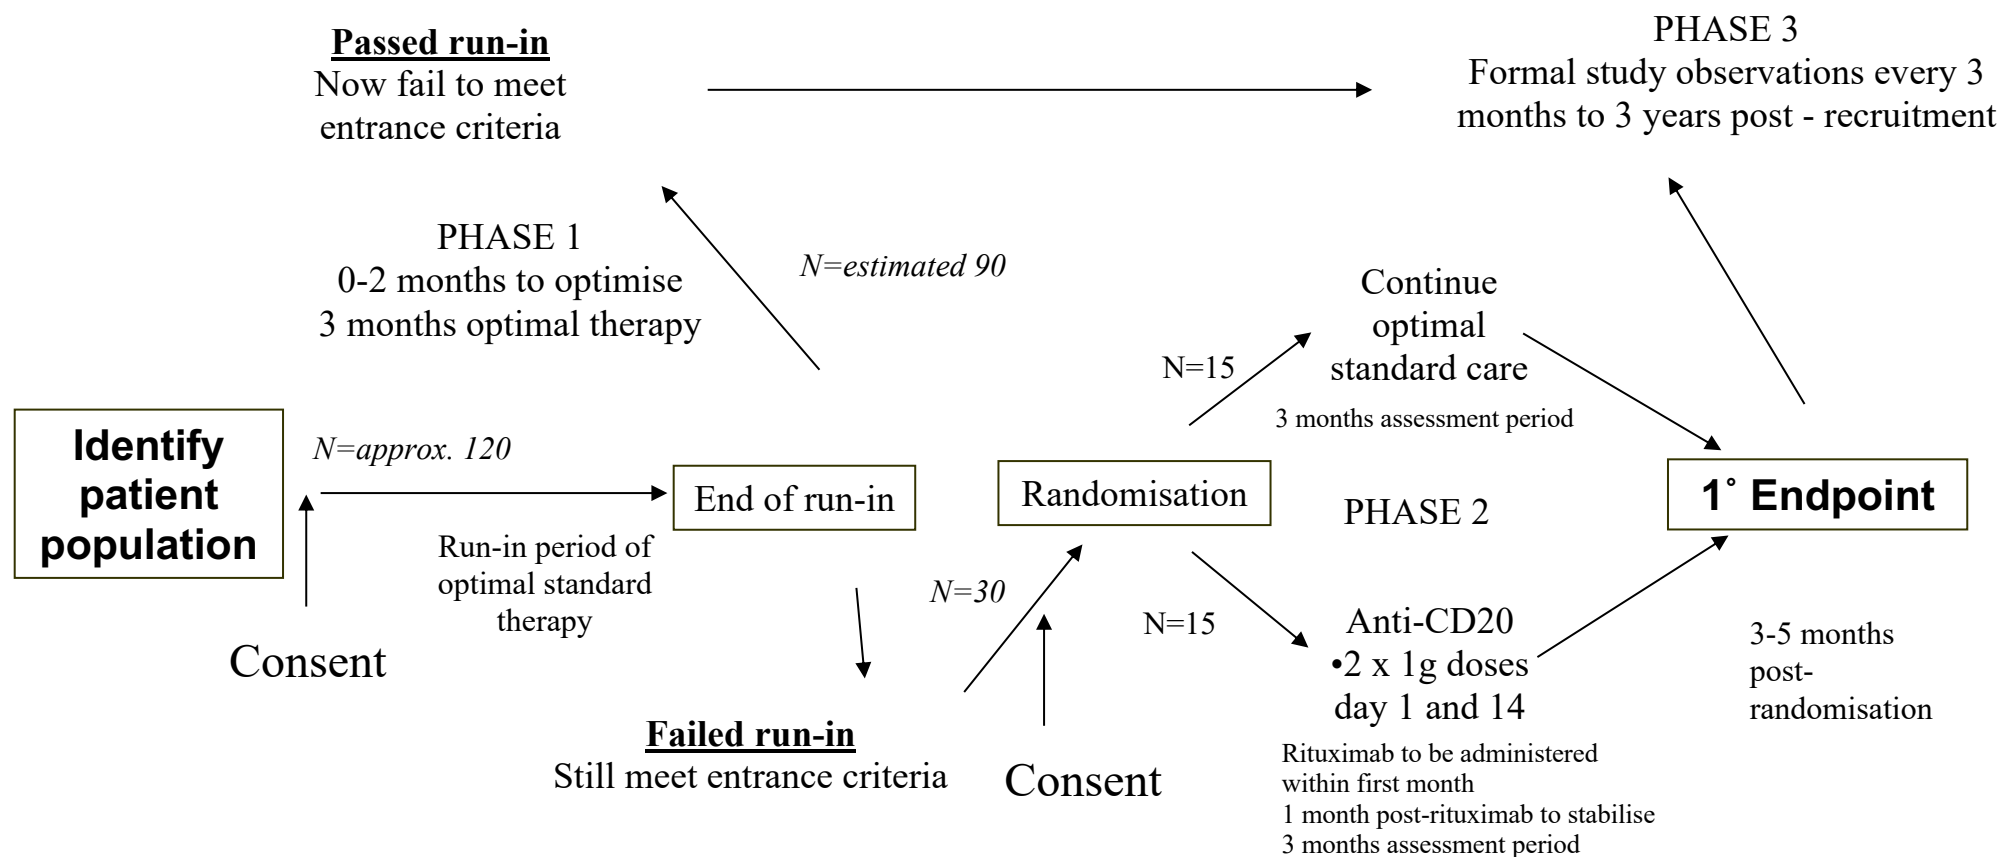 Passed run-in
Now fail to meet
entrance criteria
PHASE 3
Formal study observations every 3
months to 3 years post - recruitment
PHASE 1
0-2 months to optimise
3 months optimal therapy
N=estimated 90
Continue
optimal
standard care
N=15
3 months assessment period
Identify
patient
population
N=approx. 120
End of run-in
Randomisation
PHASE 2
1˚ Endpoint
Run-in period of
optimal standard
therapy
Consent
N=30
N=15
Anti-CD20
•2 x 1g doses
day 1 and 14
3-5 months
post-
randomisation
Failed run-in
Still meet entrance criteria
Consent
Rituximab to be administered
within first month
1 month post-rituximab to stabilise
3 months assessment period